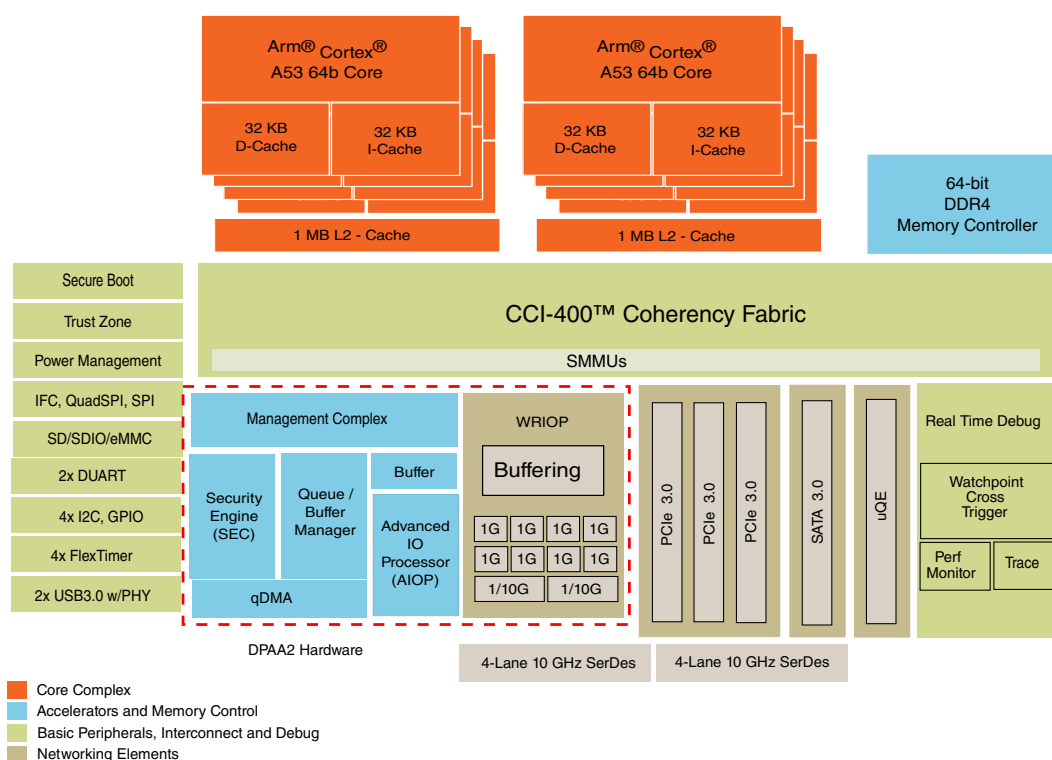 Arm® Cortex®
A53 64b Core
32 KB
D-Cache
32 KB
I-Cache
1 MB L2 - Cache
Arm® Cortex®
A53 64b Core
32 KB
D-Cache
32 KB
I-Cache
1 MB L2 - Cache
64-bit
DDR4
Memory Controller
Secure Boot
Trust Zone
Power Management
IFC, QuadSPI, SPI
SD/SDIO/eMMC
2x DUART
4x I2C, GPIO
4x FlexTimer
2x USB3.0 w/PHY
CCI-400™ Coherency Fabric
SMMUs
Management Complex
Security
Engine
(SEC)
Queue /
Buffer
Manager
Buffer
Advanced
IO
Processor
(AIOP)
qDMA
WRIOP
Buffering
1G 1G 1G 1G
1G 1G 1G 1G
1/10G 1/10G
DPAA2 Hardware
PCIe 3.0
PCIe 3.0
PCIe 3.0
SATA 3.0
uQE
Real Time Debug
Watchpoint
Cross
Trigger
Perf
Monitor
Trace
4-Lane 10 GHz SerDes
4-Lane 10 GHz SerDes
Core Complex
Accelerators and Memory Control
Basic Peripherals, Interconnect and Debug
Networking Elements